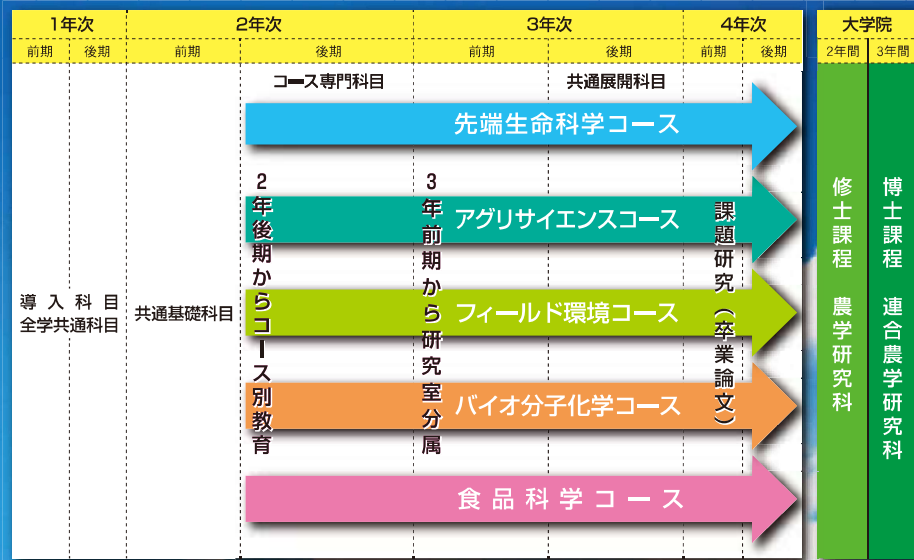 1年次
2年次
3年次
4年次
大学院
前期
後期
前期
後期
前期
後期
前期
後期
2年間
3年間
コース専門科目
共通展開科目
導入科目
全学共通科目
共通基礎科目
2年後期からコース別教育
3年前期から研究室分属
課題研究（卒業論文）
先端生命科学コース
アグリサイエンスコース
フィールド環境コース
バイオ分子化学コース
食品科学コース
修士課程 農学研究科
博士課程 連合農学研究科